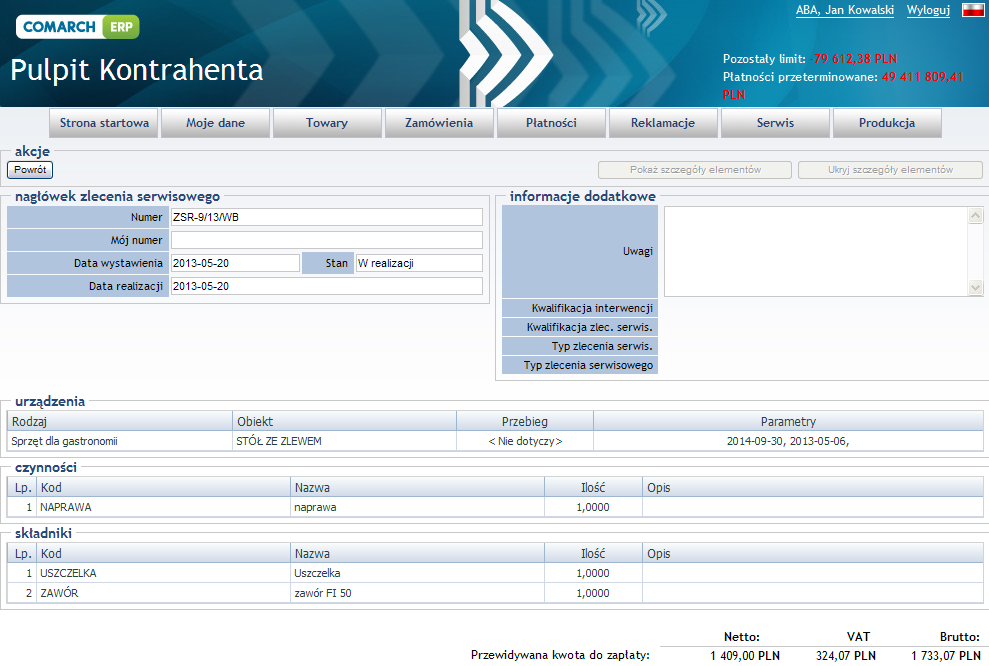 COMARCH ERP
ABA, Jan Kowalski Wyloguj
Pulpit Kontrahenta
Pozostały limit: 79 612,38 PLN
Płatności przeterminowane: 49 411 809,41
PLN
Strona startowa Moje dane Towary Zamówienia Płatności Reklamacje Serwis Produkcja
akcje
Powrót Pokaż szczegóły elementów Ukryj szczegóły elementów
nagłówek zlecenia serwisowego
Numer ZSR-9/13/WB
Mój numer
Data wystawienia 2013-05-20 Stan W realizacji
Data realizacji 2013-05-20
informacje dodatkowe
Uwagi
Kwalifikacja interwencji
Kwalifikacja zlec. serwis.
Typ zlecenia serwis.
Typ zlecenia serwisowego
urządzenia
Rodzaj Obiekt Przebieg Parametry
Sprzęt dla gastronomii STÓŁ ZE ZLEWEM < Nie dotyczy> 2014-09-30, 2013-05-06,
czynności
Lp. Kod Nazwa Ilość Opis
1 NAPRAWA naprawa 1,0000
składniki
Lp. Kod Nazwa Ilość Opis
1 USZCZELKA Uszczelka 1,0000
2 ZAWÓR zawór FI 50 1,0000
Netto: VAT Brutto:
Przewidywana kwota do zapłaty: 1 409,00 PLN 324,07 PLN 1 733,07 PLN